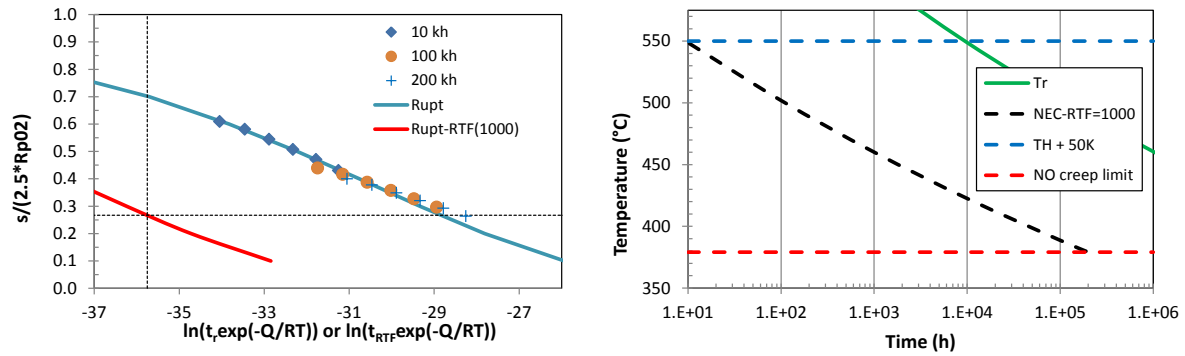 1.0
0.9
0.8
0.7
0.6
0.5
0.4
0.3
0.2
0.1
0.0
s/(2.5*Rp02)
10 kh
100 kh
200 kh
Rupt
Rupt-RTF(1000)
-37 -35 -33 -31 -29 -27
ln(trexp(-Q/RT)) or ln(tRTFexp(-Q/RT))
550
500
450
400
350
Temperature (°C)
Tr
NEC-RTF=1000
TH + 50K
NO creep limit
1.E+01 1.E+02 1.E+03 1.E+04 1.E+05 1.E+06
Time (h)